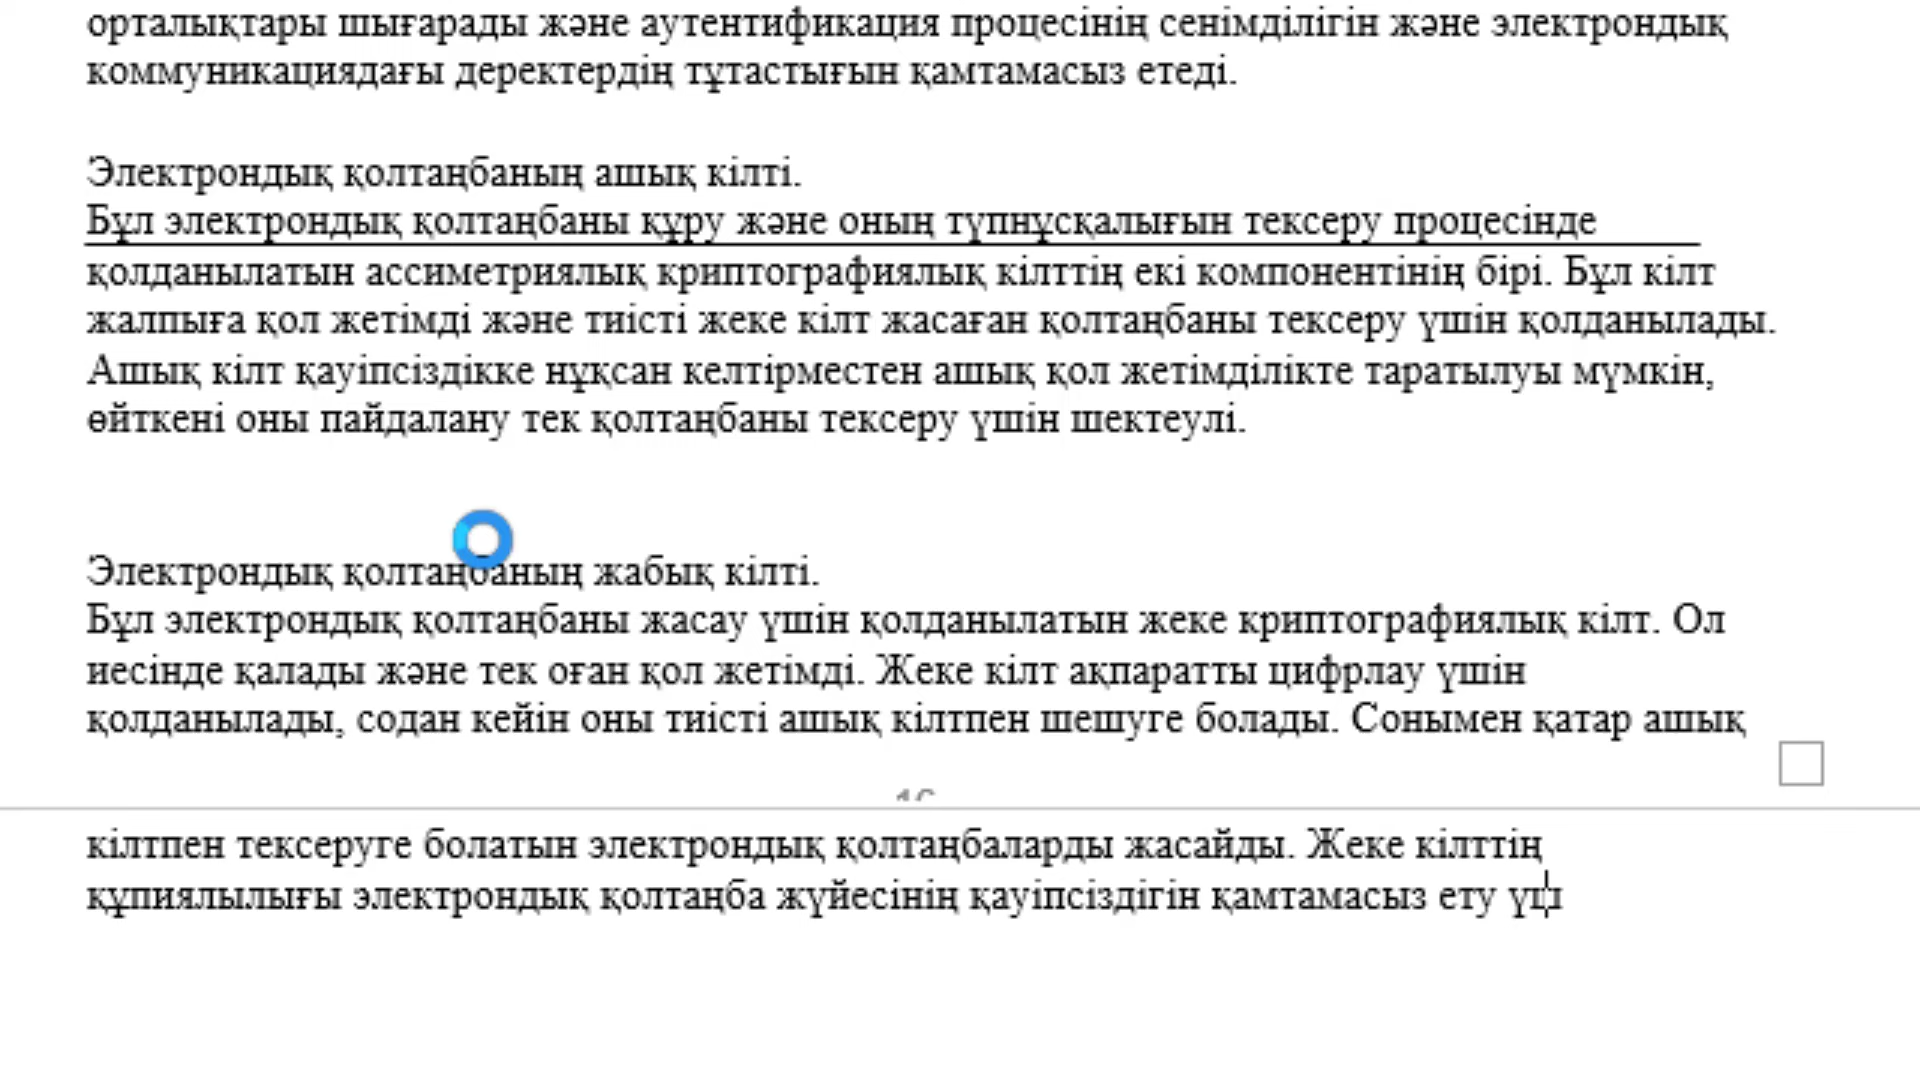 орталықтары шығарады және аутентификация процесінің сенімділігін және электрондық
коммуникациядағы деректердің тұтастығын қамтамасыз етеді.
Электрондық қолтаңбаның ашық кілті.
Бұл электрондық қолтаңбаны құру және оның түпнұсқалығын тексеру процесінде
қолданылатын ассиметриялық криптографиялық кілттің екі компонентінің бірі. Бұл кілт
жалпыға қол жетімді және тиісті жеке кілт жасаған қолтаңбаны тексеру үшін қолданылады.
Ашық кілт қауіпсіздікке нұқсан келтірместен ашық қол жетімділікте таратылуы мүмкін,
өйткені оны пайдалану тек қолтаңбаны тексеру үшін шектеулі.
Электрондық қолтаңбаның жабық кілті.
Бұл электрондық қолтаңбаны жасау үшін қолданылатын жеке криптографиялық кілт. Ол
иесінде қалады және тек оған қол жетімді. Жеке кілт ақпаратты цифрлау үшін
қолданылады, содан кейін оны тиісті ашық кілтпен шешуге болады. Сонымен қатар ашық
кілтпен тексеруге болатын электрондық қолтаңбаларды жасайды. Жеке кілттің
құпиялылығы электрондық қолтаңба жүйесінің қауіпсіздігін қамтамасыз ету